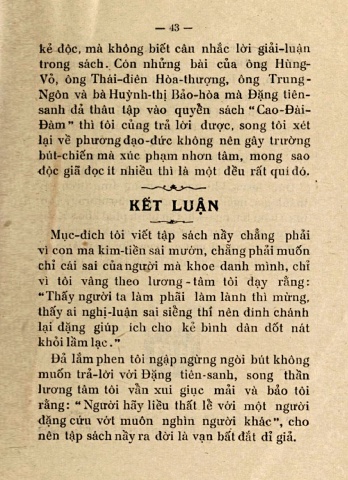 — 43 —
kẻ độc, mà không biết cân nhắc lời giải-luận
trong sách. Còn những bài của ông Hùng-
Võ, ông Thái-điên Hòa-thượng, ông Trung-
Ngôn và bà Huỳnh-thị Bảo-hòa mà Đặng tiên-
sanh đả thâu tập vào quyển sách "Cao-Đài-
Đàm" thì tôi củng trả lời được, song tôi xét
lại về phương đạo-đức không nên gây trường
bút-chiến mà xúc phạm nhơn tâm, mong sao
độc giã đọc ít nhiều thì là một đều rất quí đó.
KẾT LUẬN
Mục-đích tôi viết tập sách nầy chẳng phải
vì con ma kim-tiền sai mướn, chẳng phải muốn
chỉ cái sai của người mà khoe danh mình, chỉ
vì tôi vâng theo lương-tâm tôi dạy rằng:
"Thấy người ta làm phãi làm lành thì mừng,
thấy ai nghị-luận sai siểng thỉ nên đính chánh
lại đặng giúp ích cho kẻ bình dân dốt nát
khỏi lầm lạc."
Đả lắm phen tôi ngập ngừng ngòi bút không
muốn trả-lời với Đặng tiên-sanh, song thần
lương tâm tôi vần xui giục mải và bảo tôi
rằng: "Người hãy liều thất lễ với một người
đặng cứu vớt muôn nghìn người khác", cho
nên tập sách nầy ra đời là vạn bất đắt dỉ giả.